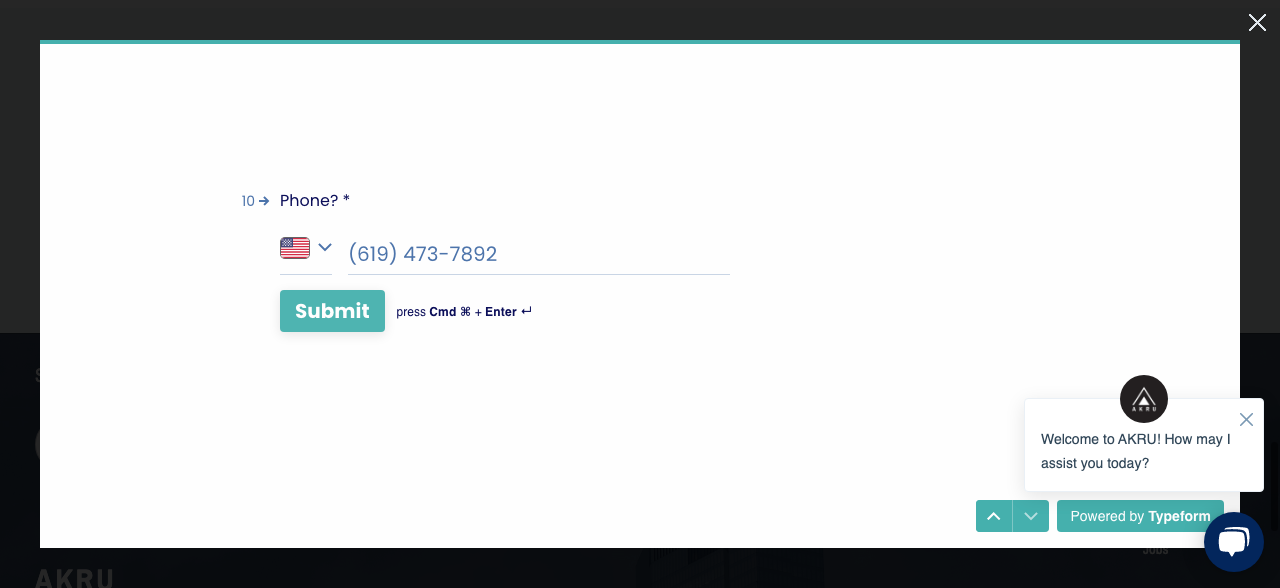 10 → Phone? *
(619) 473-7892
Submit
press Cmd ⌘ + Enter ↵
AKRU
Welcome to AKRU! How may I
assist you today?
Powered by Typeform
Jobs
AKRU